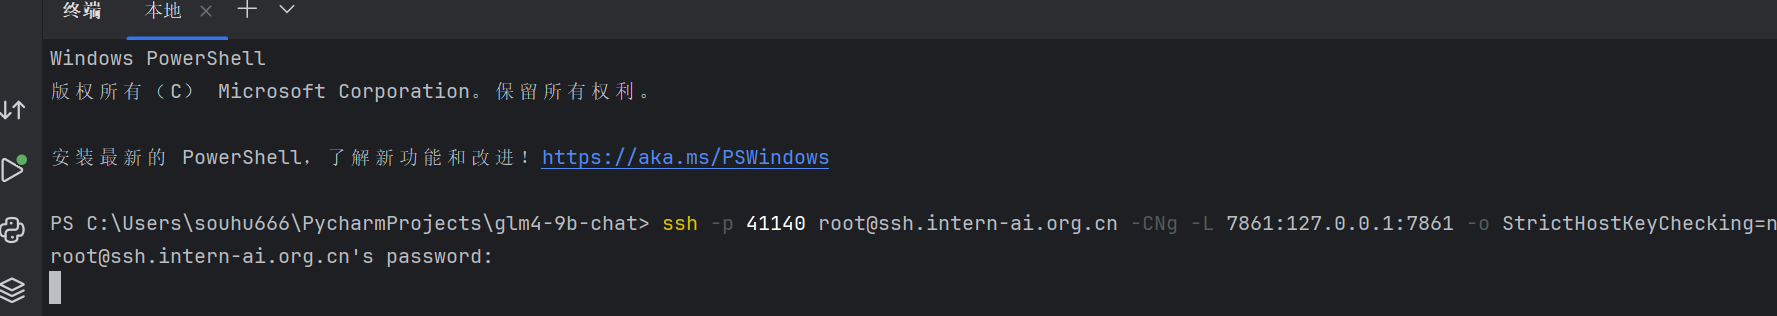 终端 本地
Windows PowerShell
版权所有（C） Microsoft Corporation。保留所有权利。
安装最新的 PowerShell，了解新功能和改进！https://aka.ms/PSWindows
PS C:\Users\souhu666\PycharmProjects\glm4-9b-chat> ssh -p 41140 root@ssh.intern-ai.org.cn -CNg -L 7861:127.0.0.1:7861 -o StrictHostKeyChecking=n
root@ssh.intern-ai.org.cn's password: